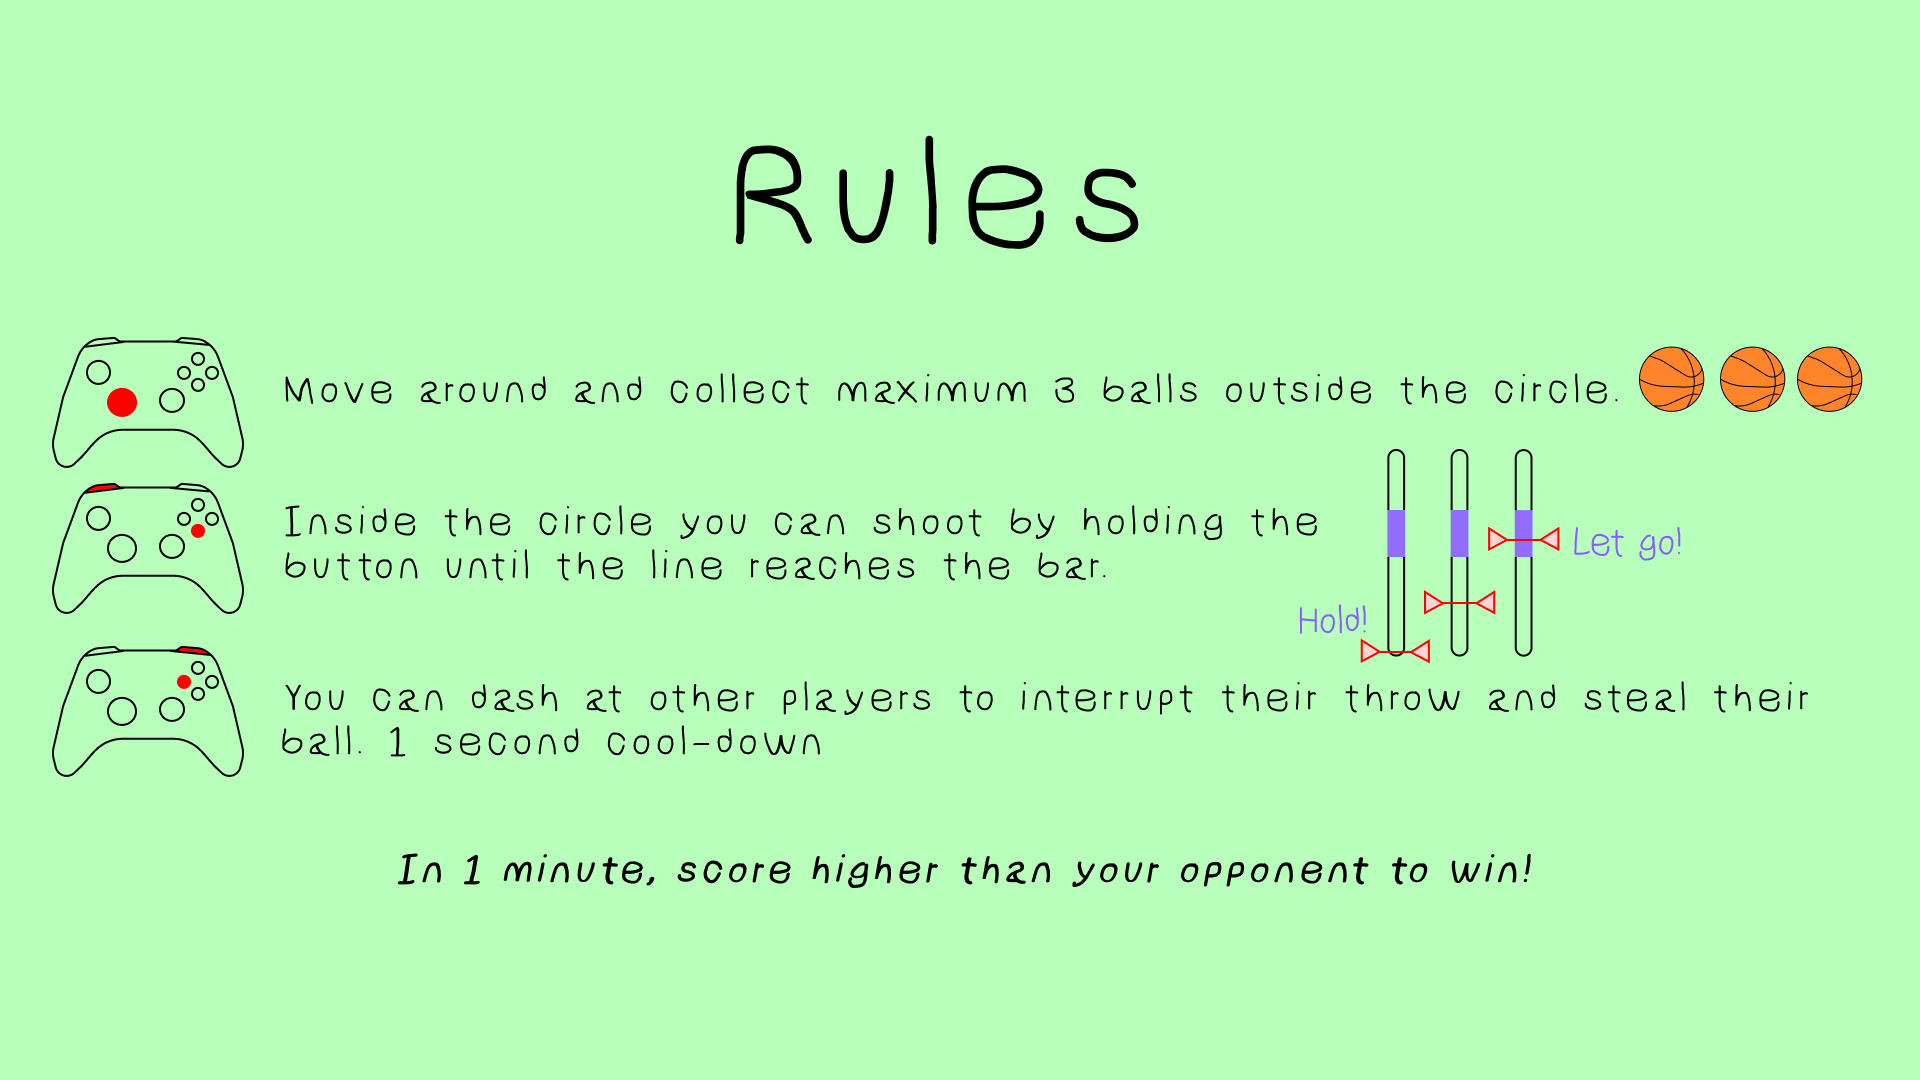 Rules
Move around and collect maximum 3 balls outside the circle.
Inside the circle you can shoot by holding the
button until the line reaches the bar.
Let go!
Hold!
You can dash at other players to interrupt their throw and steal their
ball. 1 second cool-down
In 1 minute, score higher than your opponent to win!